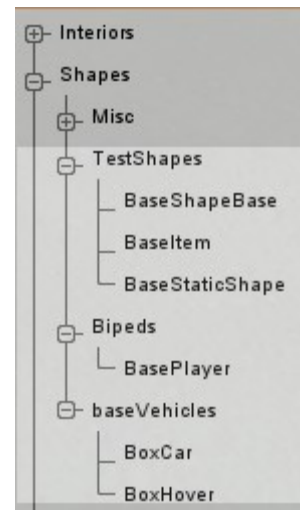 Interiors
Shapes
Misc
TestShapes
BaseShapeBase
BaseItem
BaseStaticShape
Bipeds
BasePlayer
baseVehicles
BoxCar
BoxHover